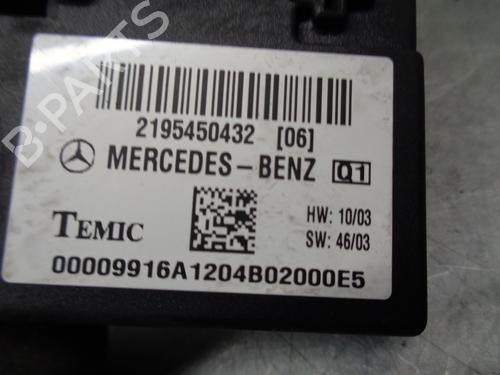 2195450432 [06]
MERCEDES-BENZ Q1
HW: 10/03
TEMIC
SW: 46/03
00009916A1204B02000E5
B-PARTS